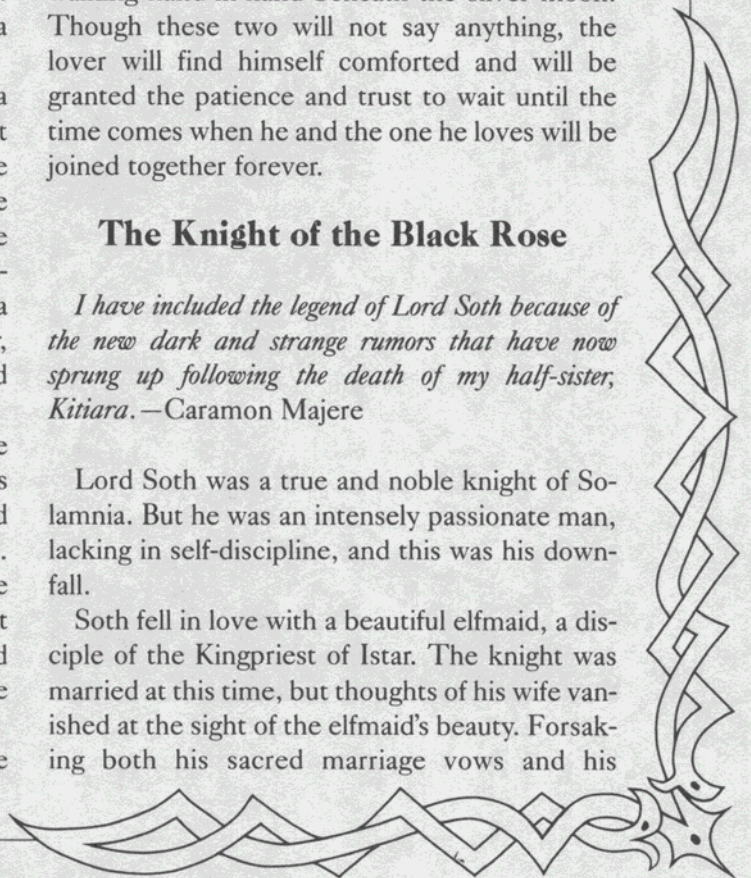 Though these two will not say anything, the
lover will find himself comforted and will be
granted the patience and trust to wait until the
time comes when he and the one he loves will be
joined together forever.
The Knight of the Black Rose
I have included the legend of Lord Soth because of
the new dark and strange rumors that have now
sprung up following the death of my half-sister,
Kitiara.—Caramon Majere
Lord Soth was a true and noble knight of So-
lamnia. But he was an intensely passionate man,
lacking in self-discipline, and this was his down-
fall.
Soth fell in love with a beautiful elfmaid, a dis-
ciple of the Kingpriest of Istar. The knight was
married at this time, but thoughts of his wife van-
ished at the sight of the elfmaid's beauty. Forsak-
ing both his sacred marriage vows and his